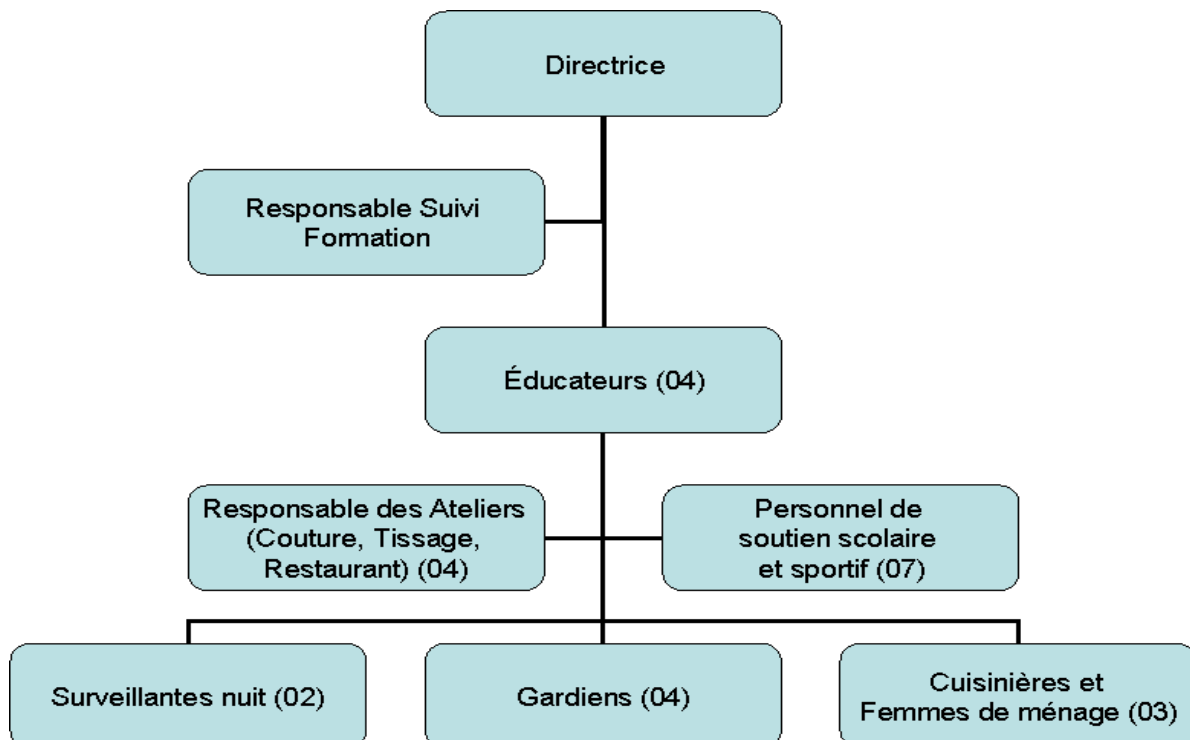 Directrice
Responsable Suivi
Formation
Éducateurs (04)
Responsable des Ateliers
(Couture, Tissage,
Restaurant) (04)
Personnel de
soutien scolaire
et sportif (07)
Surveillantes nuit (02)
Gardiens (04)
Cuisinières et
Femmes de ménage (03)